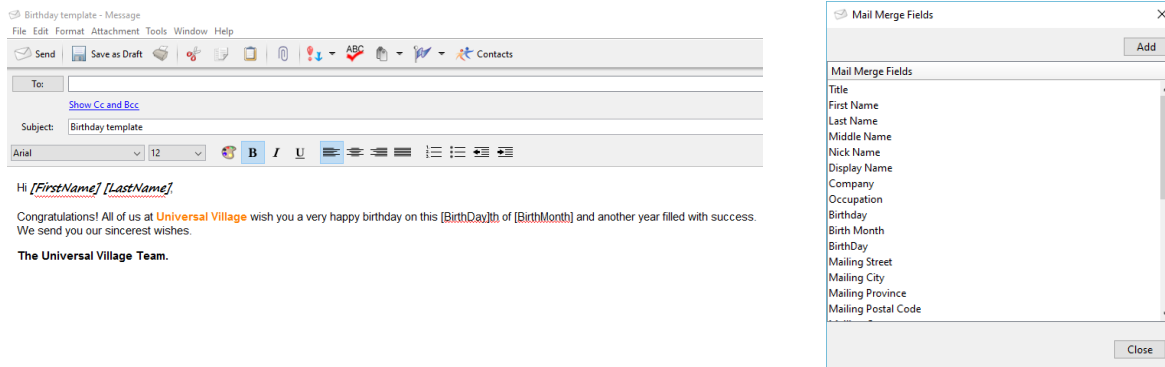 Birthday template - Message
File Edit Format Attachment Tools Window Help
Send Save as Draft ABC Contacts
To:
Show Cc and Bcc
Subject: Birthday template
Arial 12 B I U
Hi [FirstName] [LastName],
Congratulations! All of us at Universal Village wish you a very happy birthday on this [BirthDay]th of [BirthMonth] and another year filled with success.
We send you our sincerest wishes.
The Universal Village Team.
Mail Merge Fields
Add
Mail Merge Fields
Title
First Name
Last Name
Middle Name
Nick Name
Display Name
Company
Occupation
Birthday
Birth Month
BirthDay
Mailing Street
Mailing City
Mailing Province
Mailing Postal Code
Close